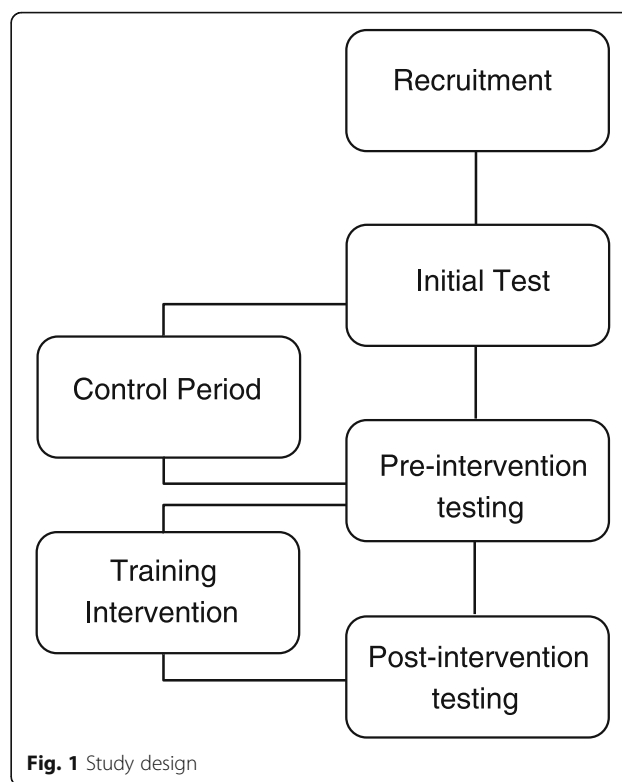 Recruitment
Initial Test
Control Period
Pre-intervention
testing
Training
Intervention
Post-intervention
testing
Fig. 1 Study design